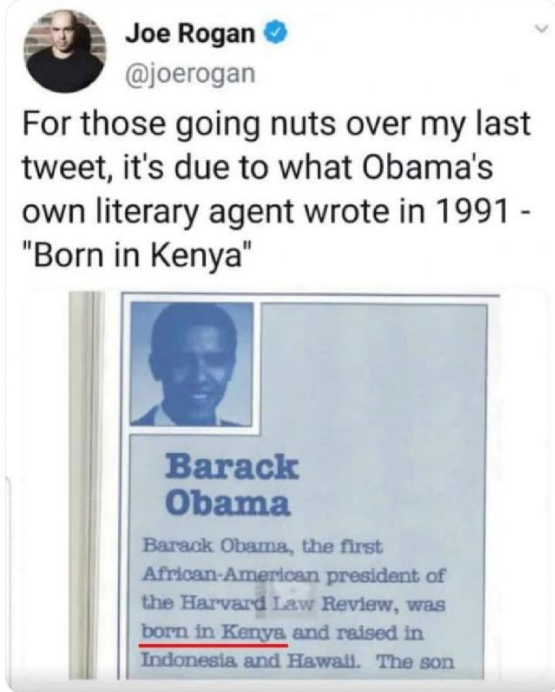 Joe Rogan
@joerogan
For those going nuts over my last
tweet, it's due to what Obama's
own literary agent wrote in 1991 -
"Born in Kenya"
Barack
Obama
Barack Obama, the first
African-American president of
the Harvard Law Review, was
born in Kenya and raised in
Indonesia and Hawaii. The son